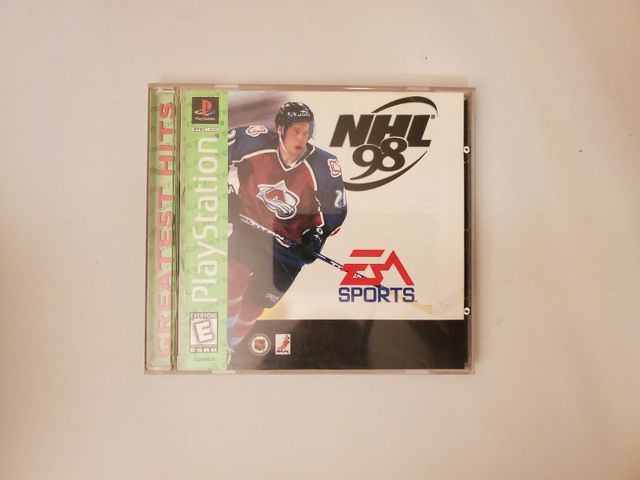 GREATEST HITS
PlayStation
PlayStation
EVERYONE
E
ESRB
NHL
98
EA
SPORTS